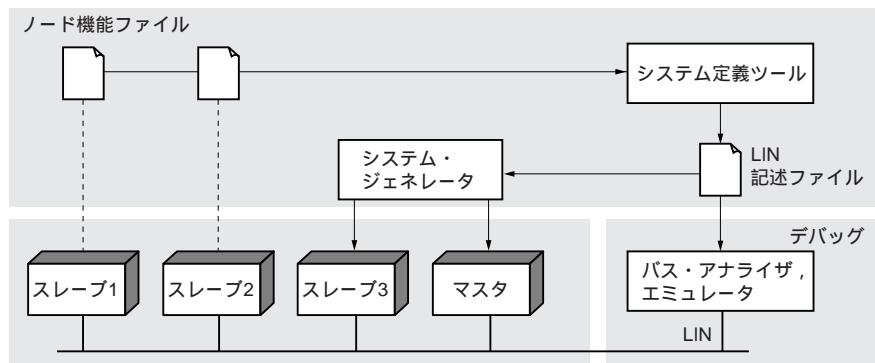 ノード機能ファイル
システム定義ツール
システム・
ジェネレータ
LIN
記述ファイル
デバッグ
スレーブ1
スレーブ2
スレーブ3
マスタ
バス・アナライザ,
エミュレータ
LIN